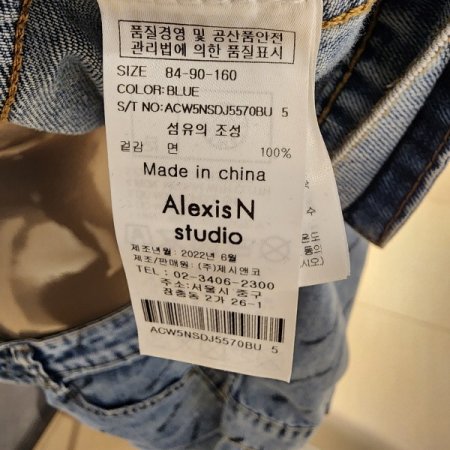 품질경영 및 공산품안전
관리법에 의한 품질표시
SIZE 84-90-160
COLOR:BLUE
S/T NO:ACW5NSDJ5570BU 5
섬유의 조성
겉감 면 100%
Made in china
AlexisN
studio
제조년월: 2022년 6월
제조/판매원: (주)제시앤코
TEL : 02-3406-2300
주소:서울시 중구
장충동 2가 26-1
ACW5NSDJ5570BU 5
수